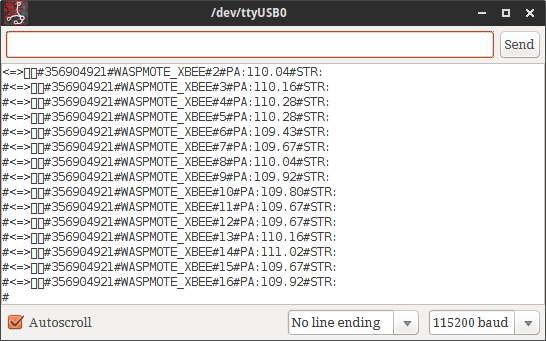 /dev/ttyUSB0
Send
<=>▯▯#356904921#WASPMOTE_XBEE#2#PA:110.04#STR:
#<=>▯▯#356904921#WASPMOTE_XBEE#3#PA:110.16#STR:
#<=>▯▯#356904921#WASPMOTE_XBEE#4#PA:110.28#STR:
#<=>▯▯#356904921#WASPMOTE_XBEE#5#PA:110.28#STR:
#<=>▯▯#356904921#WASPMOTE_XBEE#6#PA:109.43#STR:
#<=>▯▯#356904921#WASPMOTE_XBEE#7#PA:109.67#STR:
#<=>▯▯#356904921#WASPMOTE_XBEE#8#PA:110.04#STR:
#<=>▯▯#356904921#WASPMOTE_XBEE#9#PA:109.92#STR:
#<=>▯▯#356904921#WASPMOTE_XBEE#10#PA:109.80#STR:
#<=>▯▯#356904921#WASPMOTE_XBEE#11#PA:109.67#STR:
#<=>▯▯#356904921#WASPMOTE_XBEE#12#PA:109.67#STR:
#<=>▯▯#356904921#WASPMOTE_XBEE#13#PA:110.16#STR:
#<=>▯▯#356904921#WASPMOTE_XBEE#14#PA:111.02#STR:
#<=>▯▯#356904921#WASPMOTE_XBEE#15#PA:109.67#STR:
#<=>▯▯#356904921#WASPMOTE_XBEE#16#PA:109.92#STR:
#
Autoscroll
No line ending
115200 baud